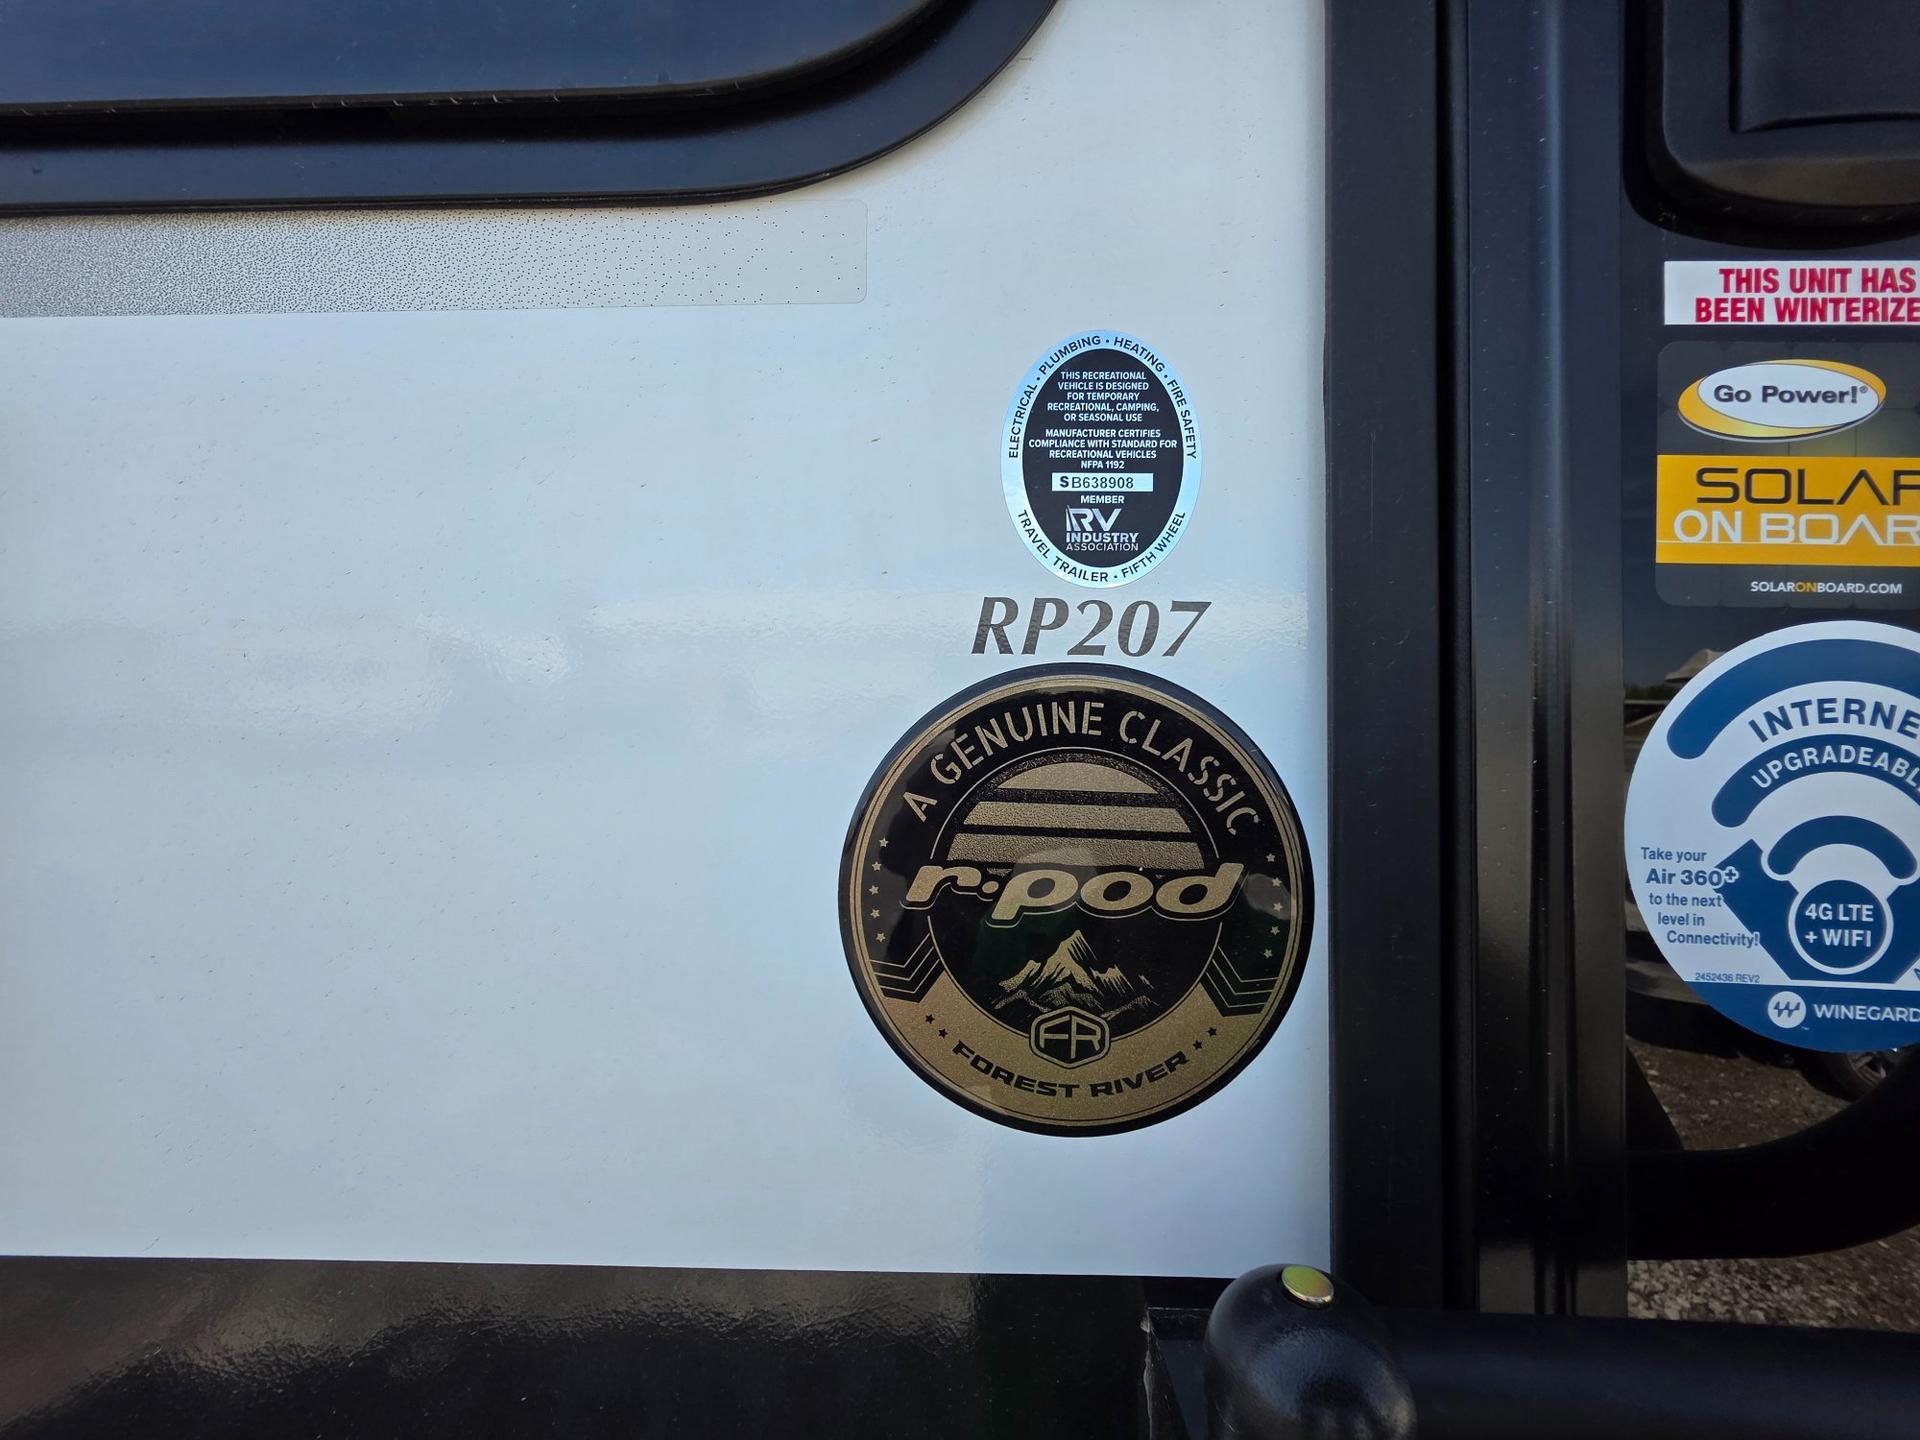 ELECTRICAL • PLUMBING • HEATING • FIRE SAFETY
THIS RECREATIONAL
VEHICLE IS DESIGNED
FOR TEMPORARY
RECREATIONAL, CAMPING,
OR SEASONAL USE
MANUFACTURER CERTIFIES
COMPLIANCE WITH STANDARD FOR
RECREATIONAL VEHICLES
NFPA 1192
SB638908
MEMBER
RV
INDUSTRY
ASSOCIATION
TRAVEL TRAILER • FIFTH WHEEL
RP207
A GENUINE CLASSIC
r·pod
FR
FOREST RIVER
THIS UNIT HAS
BEEN WINTERIZE
Go Power!®
SOLAR
ON BOAR
SOLARONBOARD.COM
INTERNE
UPGRADEABL
Take your
Air 360+
to the next
level in
Connectivity!
4G LTE
+ WIFI
2452436 REV2
WINEGARD